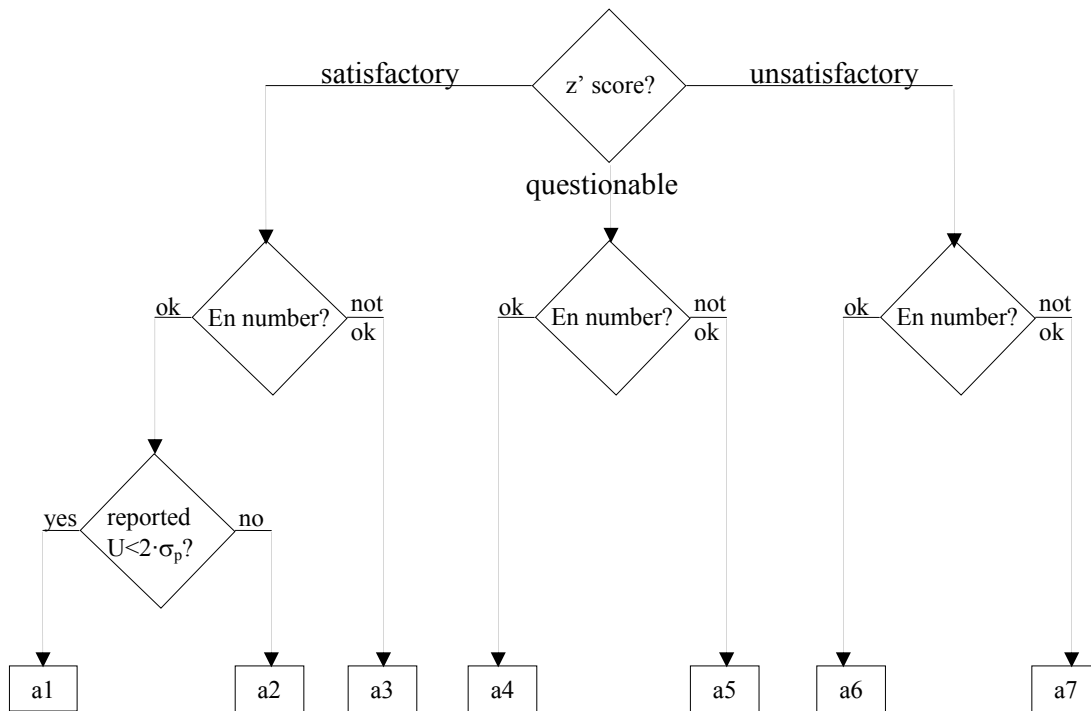 satisfactory
z’ score?
unsatisfactory
questionable
ok
En number?
not
ok
ok
En number?
not
ok
ok
En number?
not
ok
yes
reported
U<2·σₚ?
no
a1
a2
a3
a4
a5
a6
a7